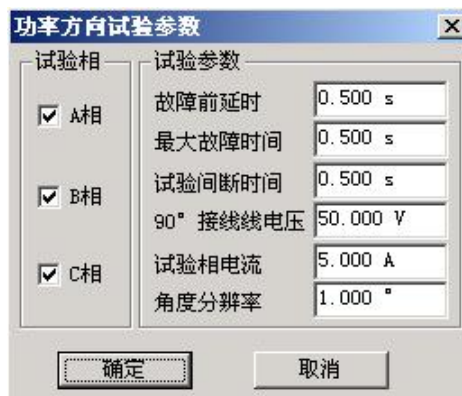 功率方向试验参数
试验相
试验参数
A相
B相
C相
故障前延时 0.500 s
最大故障时间 0.500 s
试验间断时间 0.500 s
90° 接线线电压 50.000 V
试验相电流 5.000 A
角度分辨率 1.000 °
确定 取消